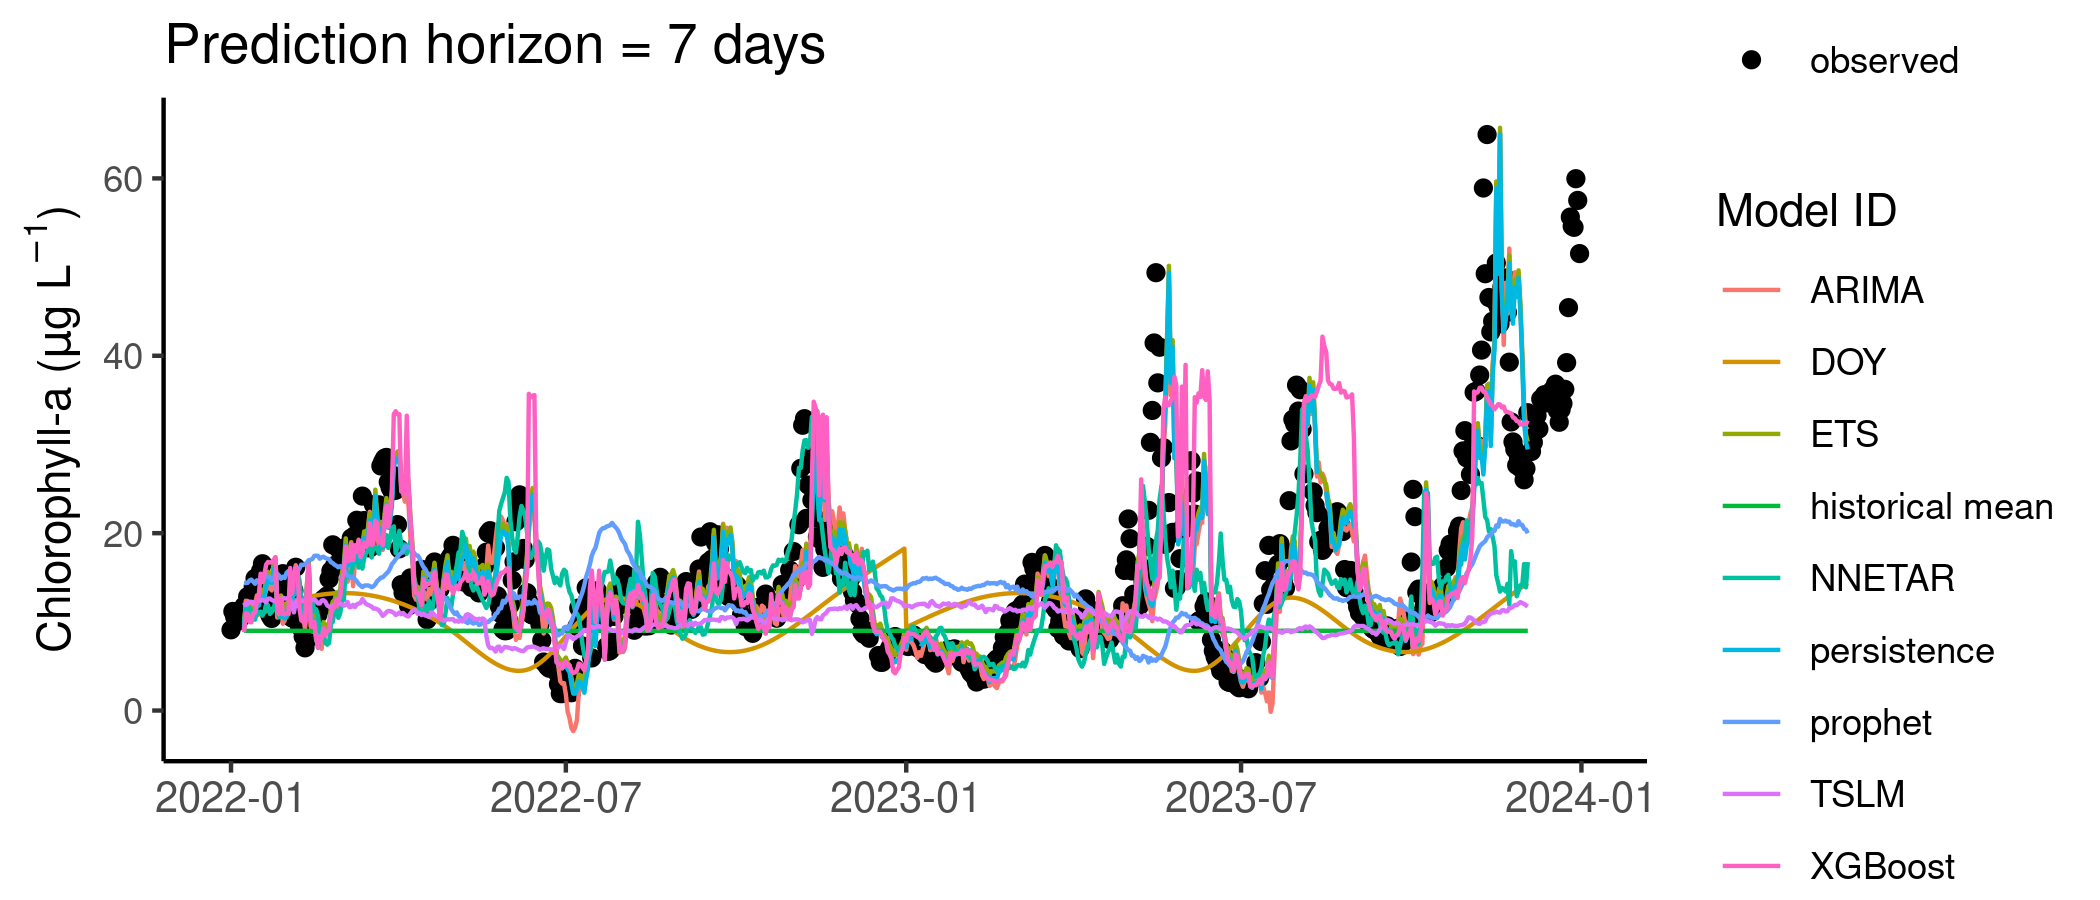 Prediction horizon = 7 days
observed
Model ID
ARIMA
DOY
ETS
historical mean
NNETAR
persistence
prophet
TSLM
XGBoost
Chlorophyll-a (µg L⁻¹)
60
40
20
0
2022-01
2022-07
2023-01
2023-07
2024-01